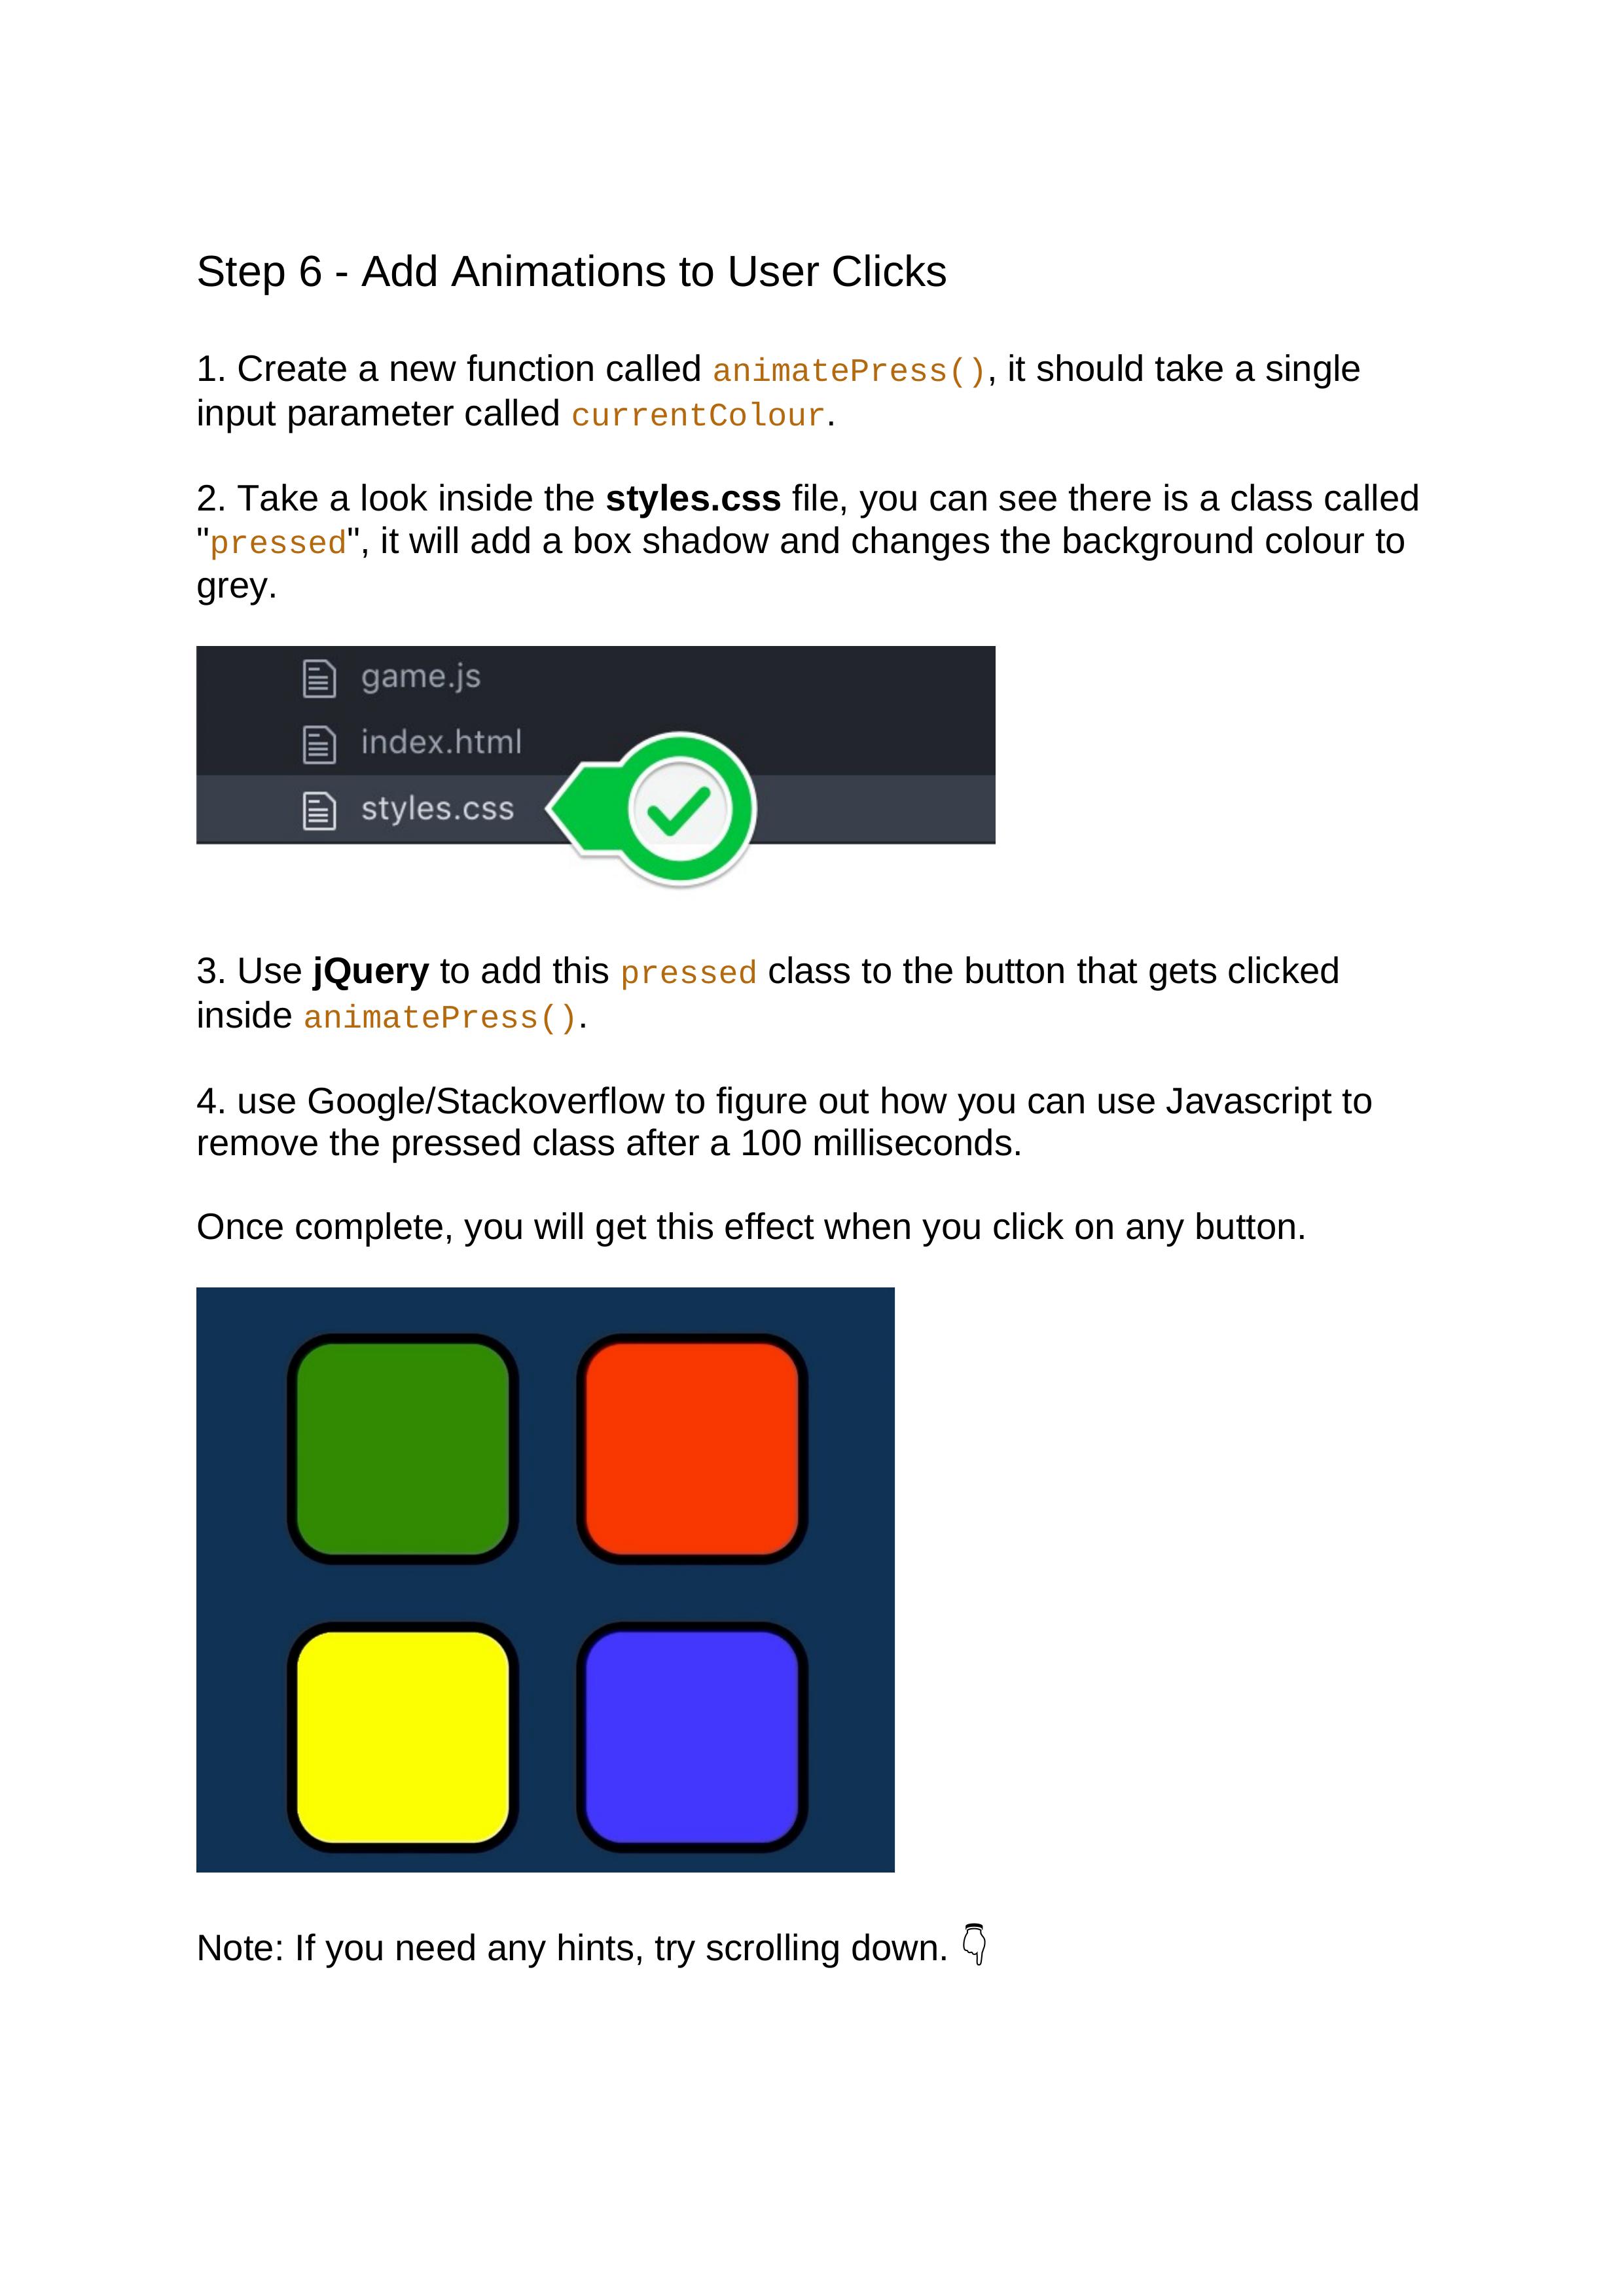 Step 6 - Add Animations to User Clicks
1. Create a new function called animatePress(), it should take a single
input parameter called currentColour.
2. Take a look inside the styles.css file, you can see there is a class called
"pressed", it will add a box shadow and changes the background colour to
grey.
game.js
index.html
styles.css
3. Use jQuery to add this pressed class to the button that gets clicked
inside animatePress().
4. use Google/Stackoverflow to figure out how you can use Javascript to
remove the pressed class after a 100 milliseconds.
Once complete, you will get this effect when you click on any button.
Note: If you need any hints, try scrolling down. 👇